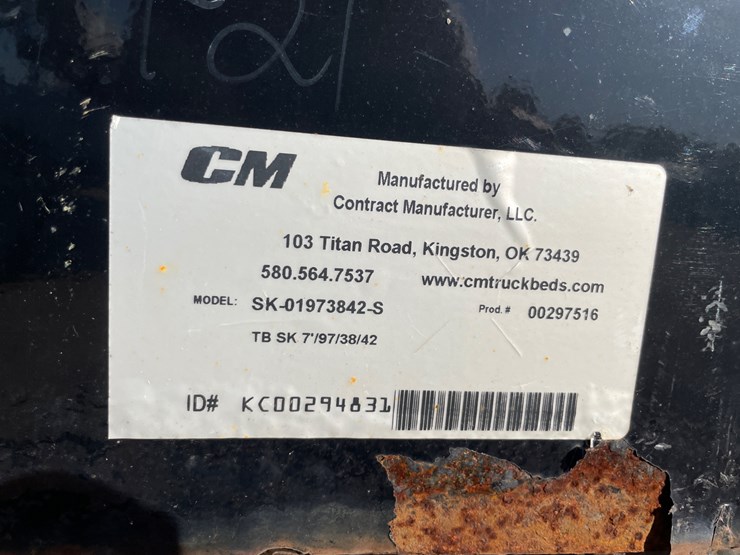 CM
Manufactured by
Contract Manufacturer, LLC.
103 Titan Road, Kingston, OK 73439
580.564.7537 www.cmtruckbeds.com
MODEL: SK-01973842-S Prod. # 00297516
TB SK 7'/97/38/42
ID# KC00294831